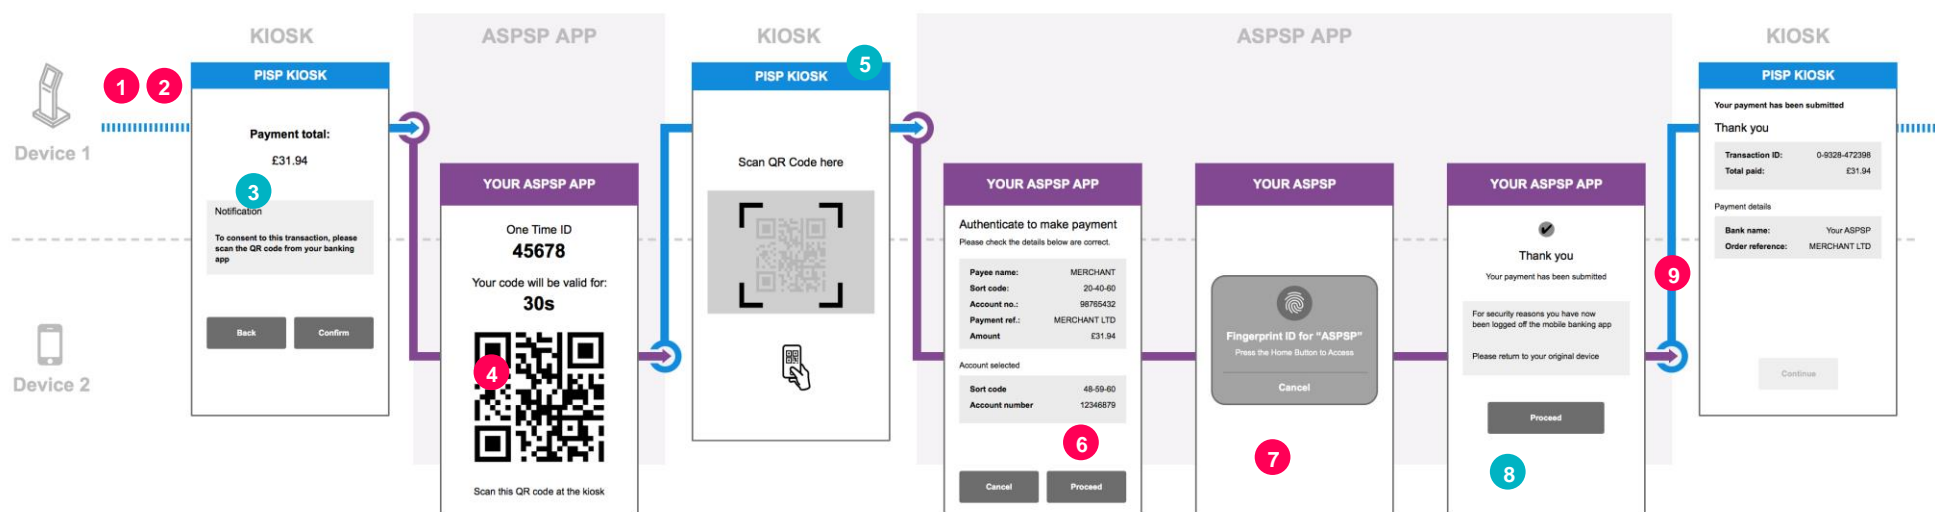 KIOSK
ASPSP APP
KIOSK
ASPSP APP
KIOSK
Device 1
Device 2
1
2
PISP KIOSK
Payment total:
£31.94
3
Notification
To consent to this transaction, please
scan the QR code from your banking
app
Back
Confirm
YOUR ASPSP APP
One Time ID
45678
Your code will be valid for:
30s
4
Scan this QR code at the kiosk
5
PISP KIOSK
Scan QR Code here
YOUR ASPSP APP
Authenticate to make payment
Please check the details below are correct.
Payee name: MERCHANT
Sort code: 20-40-60
Account no.: 98765432
Payment ref.: MERCHANT LTD
Amount £31.94
Account selected
Sort code 48-59-60
Account number 12346879
6
Cancel
Proceed
YOUR ASPSP
Fingerprint ID for "ASPSP"
Press the Home Button to Access
Cancel
7
YOUR ASPSP APP
Thank you
Your payment has been submitted
For security reasons you have now
been logged off the mobile banking app
Please return to your original device
Proceed
8
9
PISP KIOSK
Your payment has been submitted
Thank you
Transaction ID: 0-9328-472398
Total paid: £31.94
Payment details
Bank name: Your ASPSP
Order reference: MERCHANT LTD
Continue